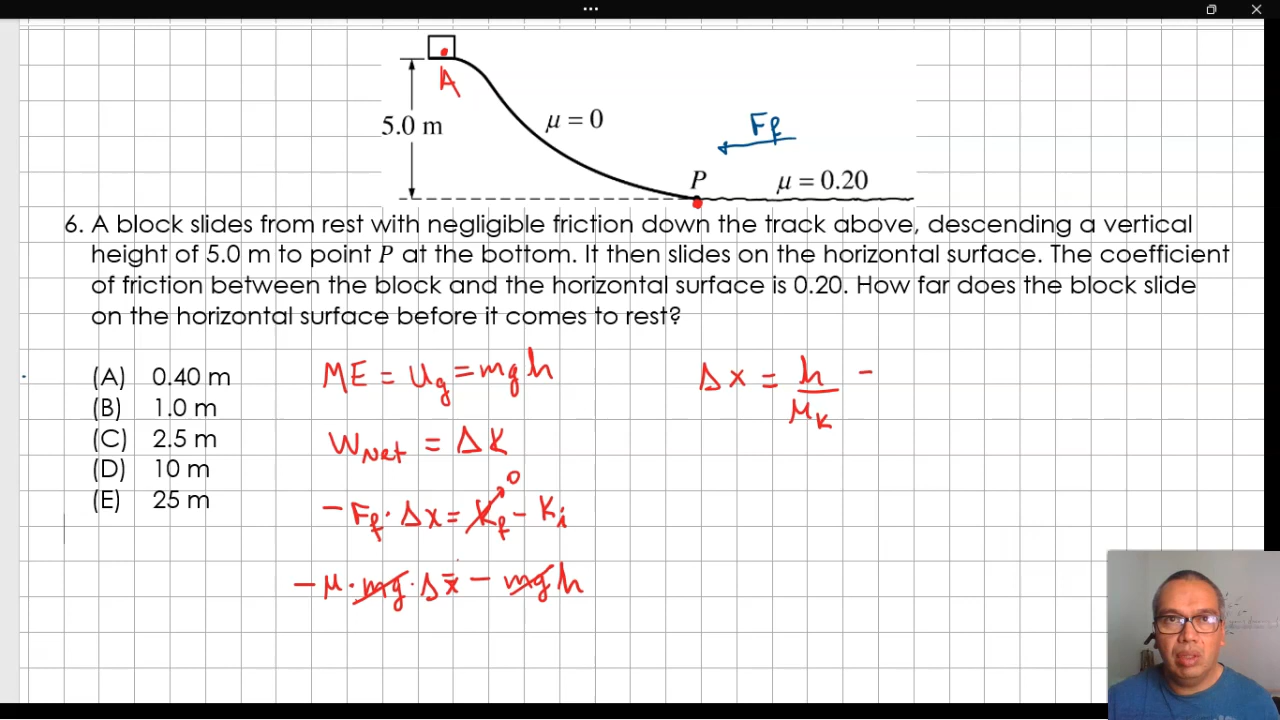 A
5.0 m
μ = 0
Ff
P
μ = 0.20
6. A block slides from rest with negligible friction down the track above, descending a vertical
height of 5.0 m to point P at the bottom. It then slides on the horizontal surface. The coefficient
of friction between the block and the horizontal surface is 0.20. How far does the block slide
on the horizontal surface before it comes to rest?
(A) 0.40 m
(B) 1.0 m
(C) 2.5 m
(D) 10 m
(E) 25 m
ME = Ug = mgh
WNet = ΔK
-Ff · Δx = Kf - Ki
0
-μ · mg · Δx = - mgh
Δx = h / μK =